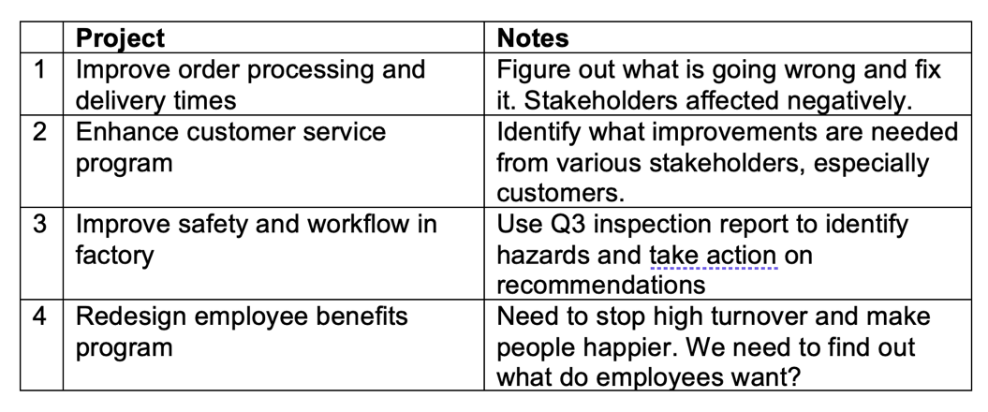 Project Notes
1 Improve order processing and Figure out what is going wrong and fix
delivery times it. Stakeholders affected negatively.
2 Enhance customer service Identify what improvements are needed
program from various stakeholders, especially
customers.
3 Improve safety and workflow in Use Q3 inspection report to identify
factory hazards and take action on
recommendations
4 Redesign employee benefits Need to stop high turnover and make
program people happier. We need to find out
what do employees want?